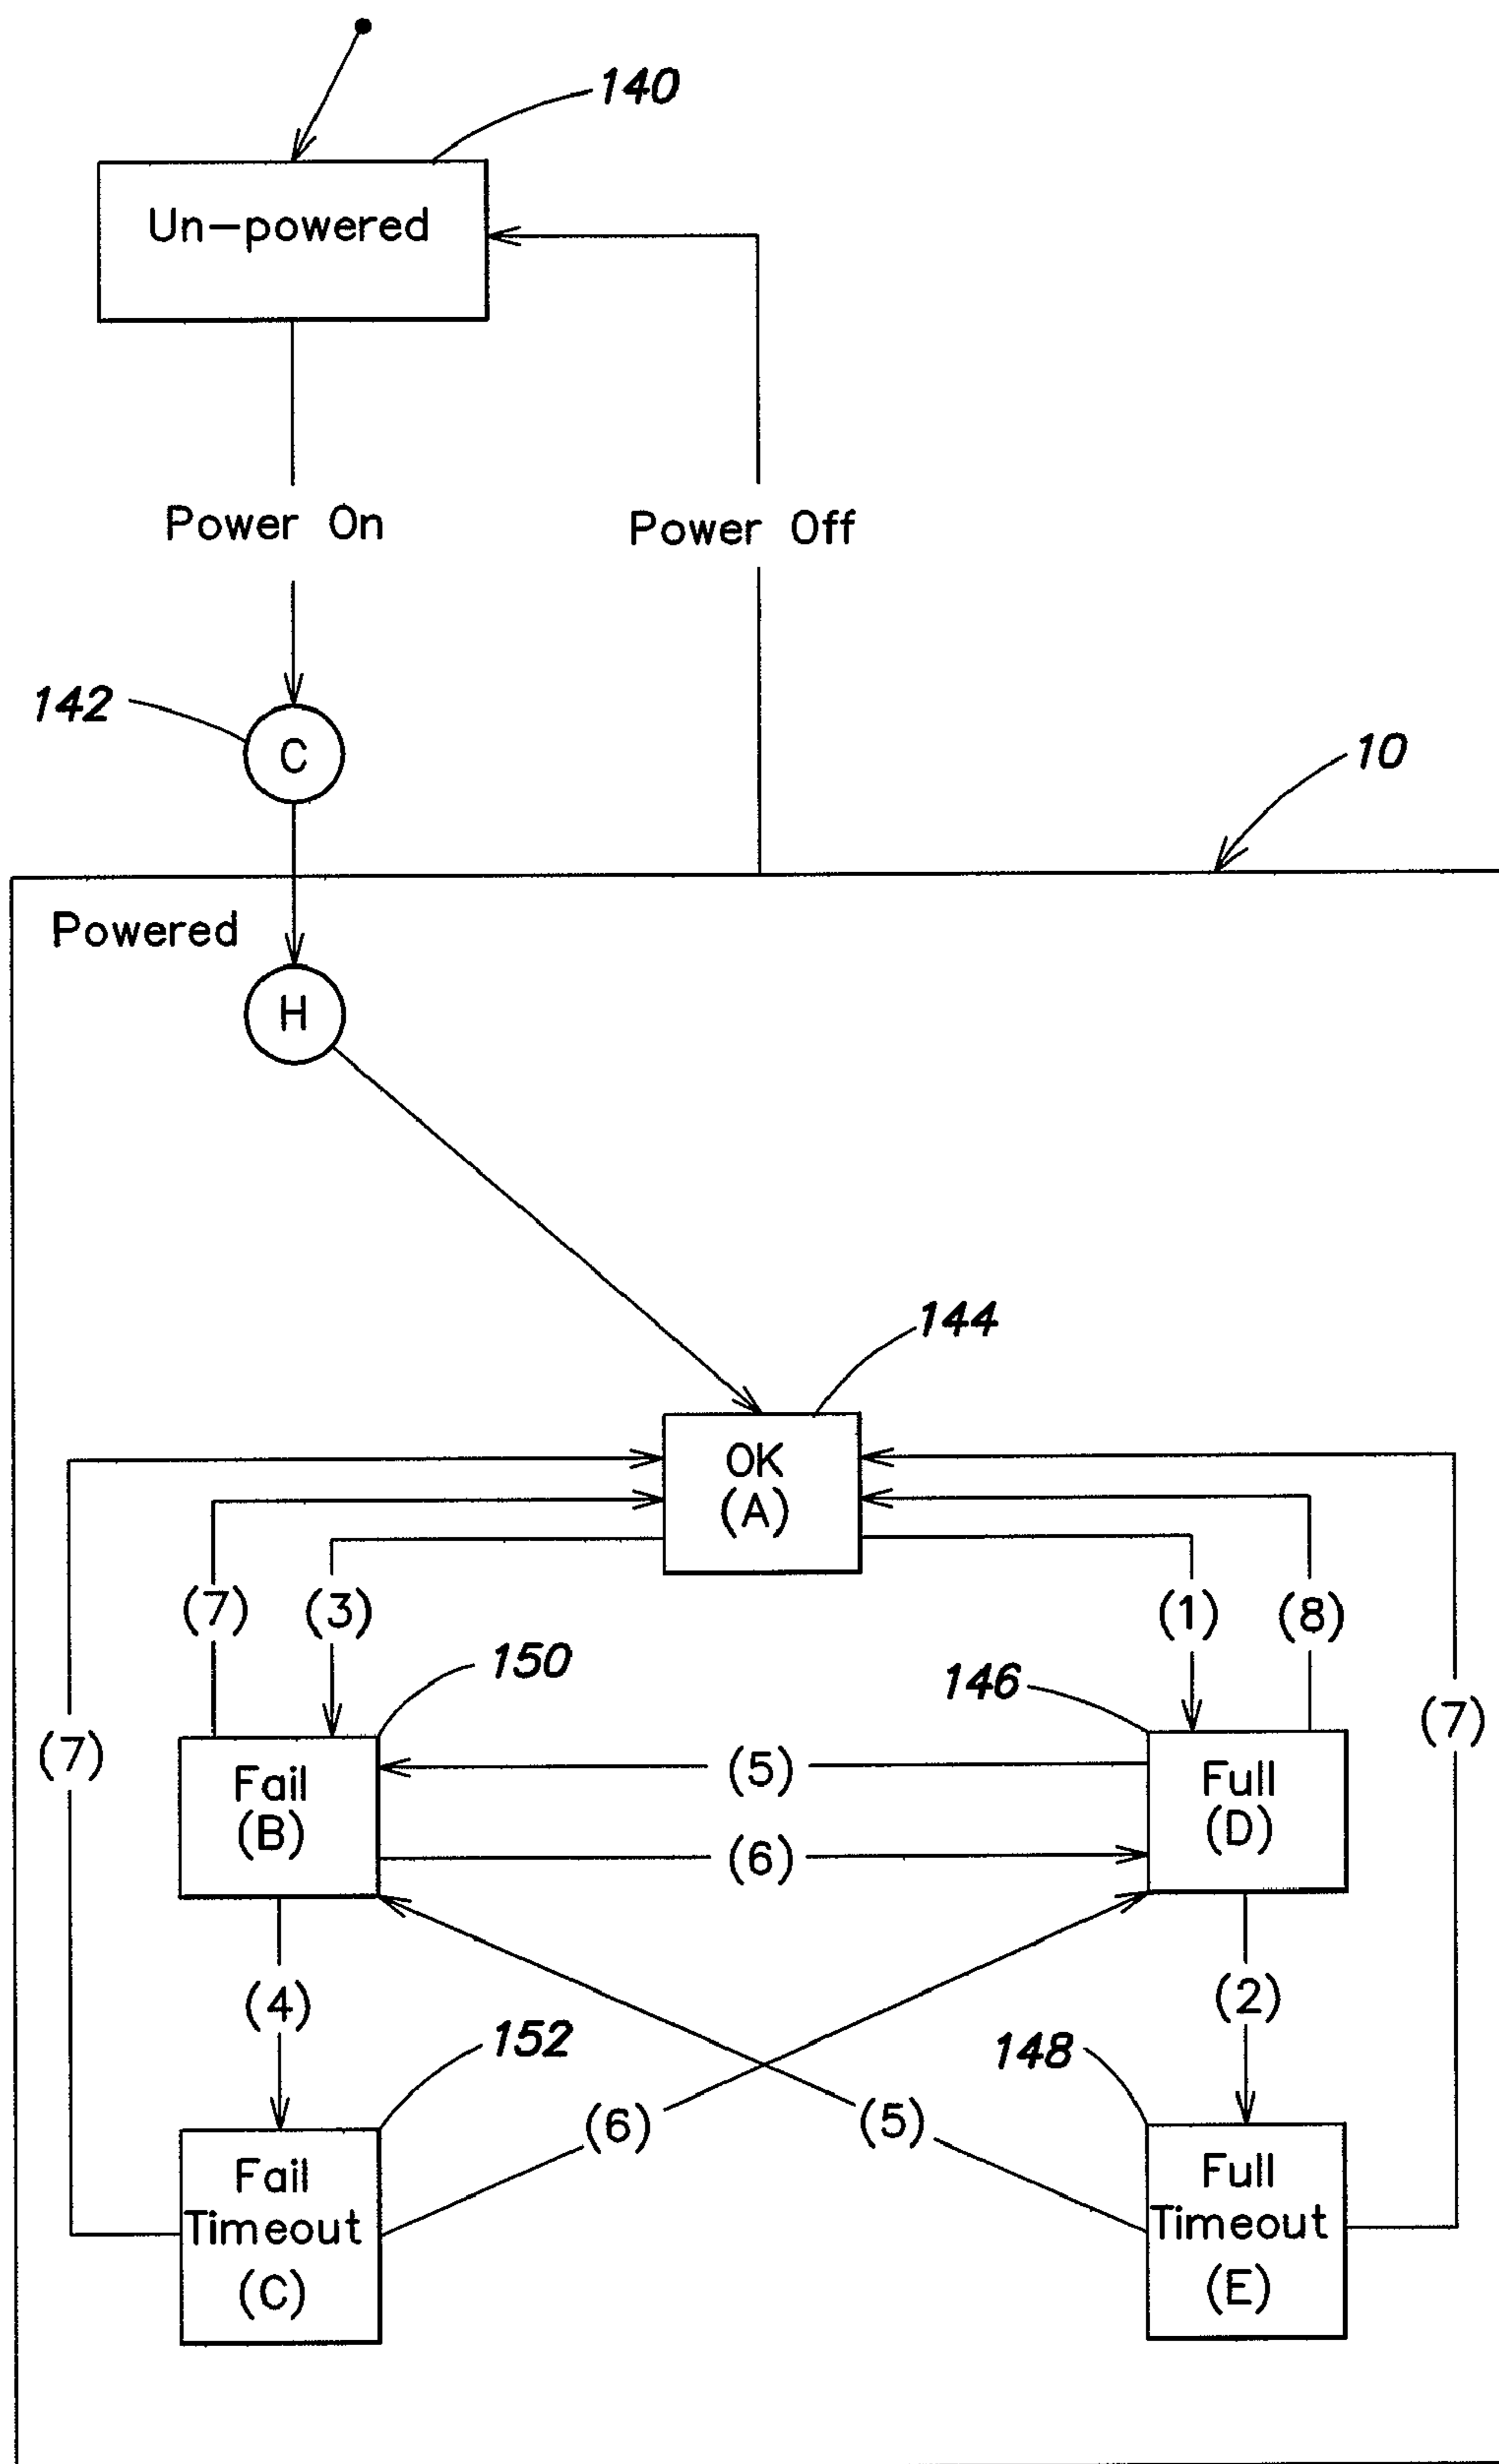 140
Un-powered
Power On
Power Off
142
C
10
Powered
H
144
OK
(A)
(7)
(3)
(1)
(8)
150
146
(7)
(7)
Fail
(B)
(5)
(6)
Full
(D)
(4)
(2)
152
148
(6)
(5)
Fail
Timeout
(C)
Full
Timeout
(E)